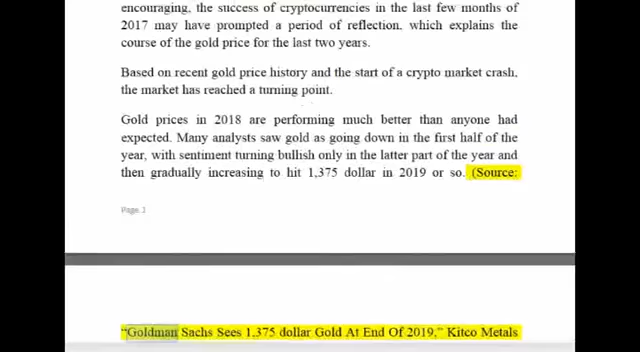 encouraging, the success of cryptocurrencies in the last few months of
2017 may have prompted a period of reflection, which explains the
course of the gold price for the last two years.
Based on recent gold price history and the start of a crypto market crash,
the market has reached a turning point.
Gold prices in 2018 are performing much better than anyone had
expected. Many analysts saw gold as going down in the first half of the
year, with sentiment turning bullish only in the latter part of the year and
then gradually increasing to hit 1,375 dollar in 2019 or so. (Source:
Page 1
“Goldman Sachs Sees 1,375 dollar Gold At End Of 2019,” Kitco Metals